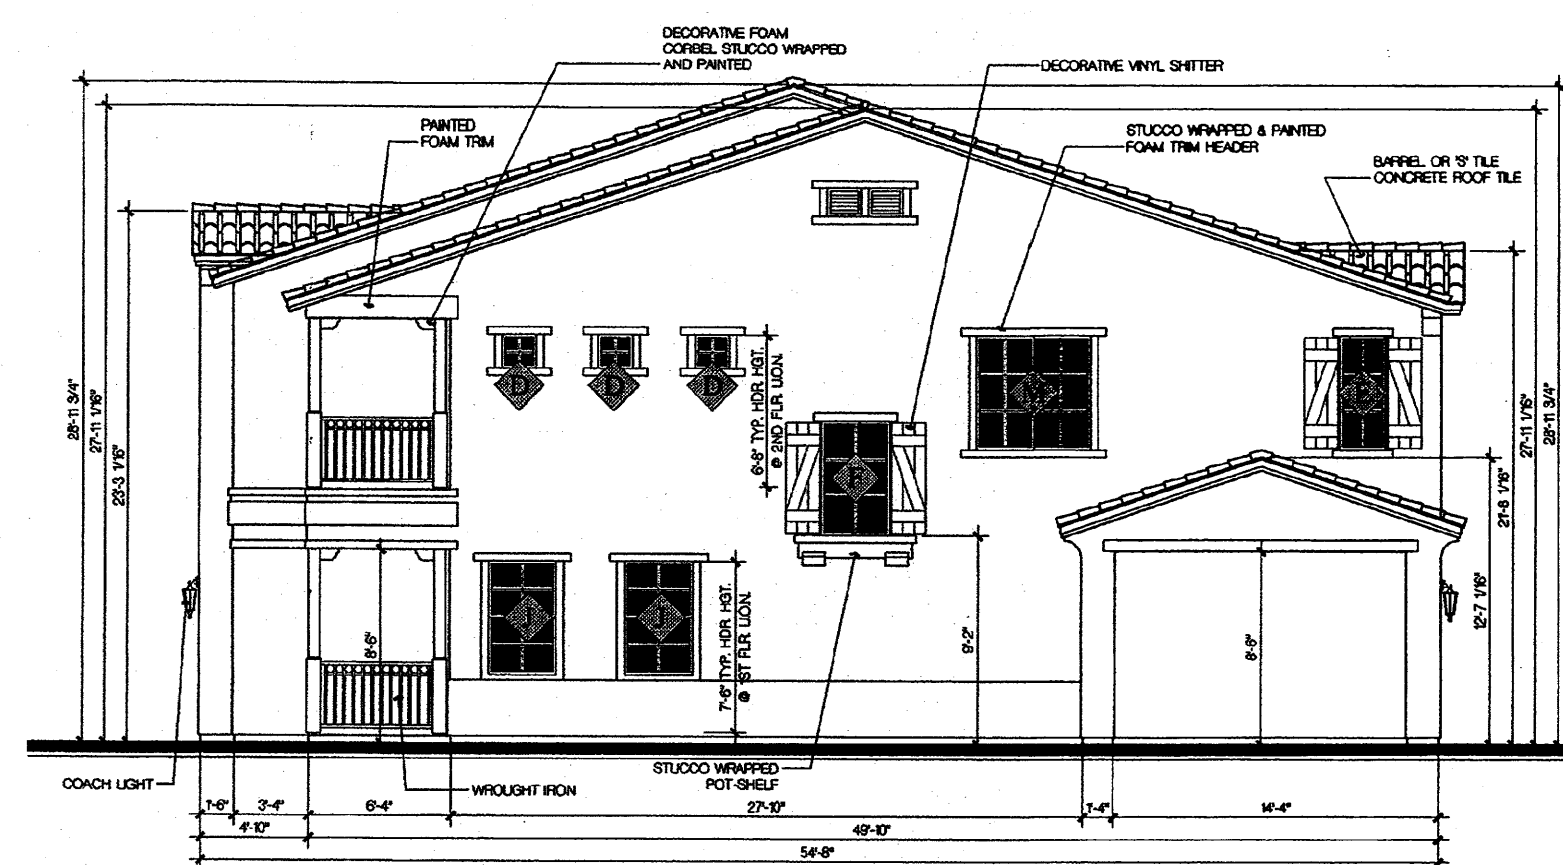 DECORATIVE FOAM
CORBEL STUCCO WRAPPED
AND PAINTED
DECORATIVE VINYL SHITTER
PAINTED
FOAM TRIM
STUCCO WRAPPED & PAINTED
FOAM TRIM HEADER
BARREL OR 'S' TILE
CONCRETE ROOF TILE
28'-11 3/4"
27'-11 1/16"
23'-3 1/16"
D
D
D
6'-8" TYP. HDR. HGT.
@ 2ND FLR. U.O.N.
M
E
F
27'-11 1/16"
28'-11 3/4"
21'-8 1/16"
12'-7 1/16"
8'-6"
J
J
7'-6" TYP. HDR. HGT.
@ 1ST FLR. U.O.N.
9'-2"
COACH LIGHT
WROUGHT IRON
STUCCO WRAPPED
POT-SHELF
1'-6"
3'-4"
6'-4"
27'-10"
1'-4"
14'-4"
4'-10"
49'-10"
54'-8"